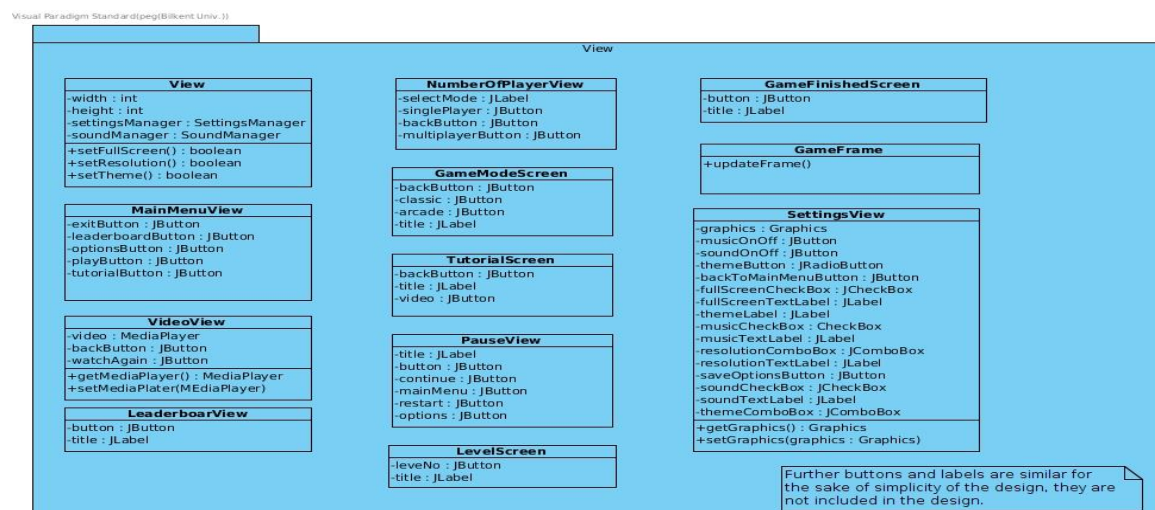 Visual Paradigm Standard(peg(Bilkent Univ.))
View
View
-width : int
-height : int
-settingsManager : SettingsManager
-soundManager : SoundManager
+setFullScreen() : boolean
+setResolution() : boolean
+setTheme() : boolean
MainMenuView
-exitButton : JButton
-leaderboardButton : JButton
-optionsButton : JButton
-playButton : JButton
-tutorialButton : JButton
VideoView
-video : MediaPlayer
-backButton : JButton
-watchAgain : JButton
+getMediaPlayer() : MediaPlayer
+setMediaPlater(MEdiaPlayer)
LeaderboarView
-button : JButton
-title : JLabel
NumberOfPlayerView
-selectMode : JLabel
-singlePlayer : JButton
-backButton : JButton
-multiplayerButton : JButton
GameModeScreen
-backButton : JButton
-classic : JButton
-arcade : JButton
-title : JLabel
TutorialScreen
-backButton : JButton
-title : JLabel
-video : JButton
PauseView
-title : JLabel
-button : JButton
-continue : JButton
-mainMenu : JButton
-restart : JButton
-options : JButton
LevelScreen
-leveNo : JButton
-title : JLabel
GameFinishedScreen
-button : JButton
-title : JLabel
GameFrame
+updateFrame()
SettingsView
-graphics : Graphics
-musicOnOff : JButton
-soundOnOff : JButton
-themeButton : JRadioButton
-backToMainMenuButton : JButton
-fullScreenCheckBox : JCheckBox
-fullScreenTextLabel : JLabel
-themeLabel : JLabel
-musicCheckBox : CheckBox
-musicTextLabel : JLabel
-resolutionComboBox : JComboBox
-resolutionTextLabel : JLabel
-saveOptionsButton : JButton
-soundCheckBox : JCheckBox
-soundTextLabel : JLabel
-themeComboBox : JComboBox
+getGraphics() : Graphics
+setGraphics(graphics : Graphics)
Further buttons and labels are similar for
the sake of simplicity of the design, they are
not included in the design.